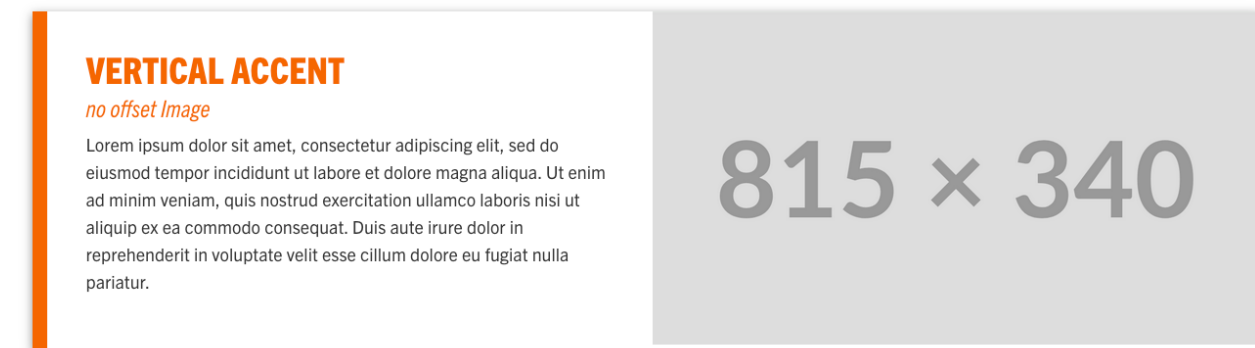 VERTICAL ACCENT
no offset Image
Lorem ipsum dolor sit amet, consectetur adipiscing elit, sed do
eiusmod tempor incididunt ut labore et dolore magna aliqua. Ut enim
ad minim veniam, quis nostrud exercitation ullamco laboris nisi ut
aliquip ex ea commodo consequat. Duis aute irure dolor in
reprehenderit in voluptate velit esse cillum dolore eu fugiat nulla
pariatur.
815 × 340